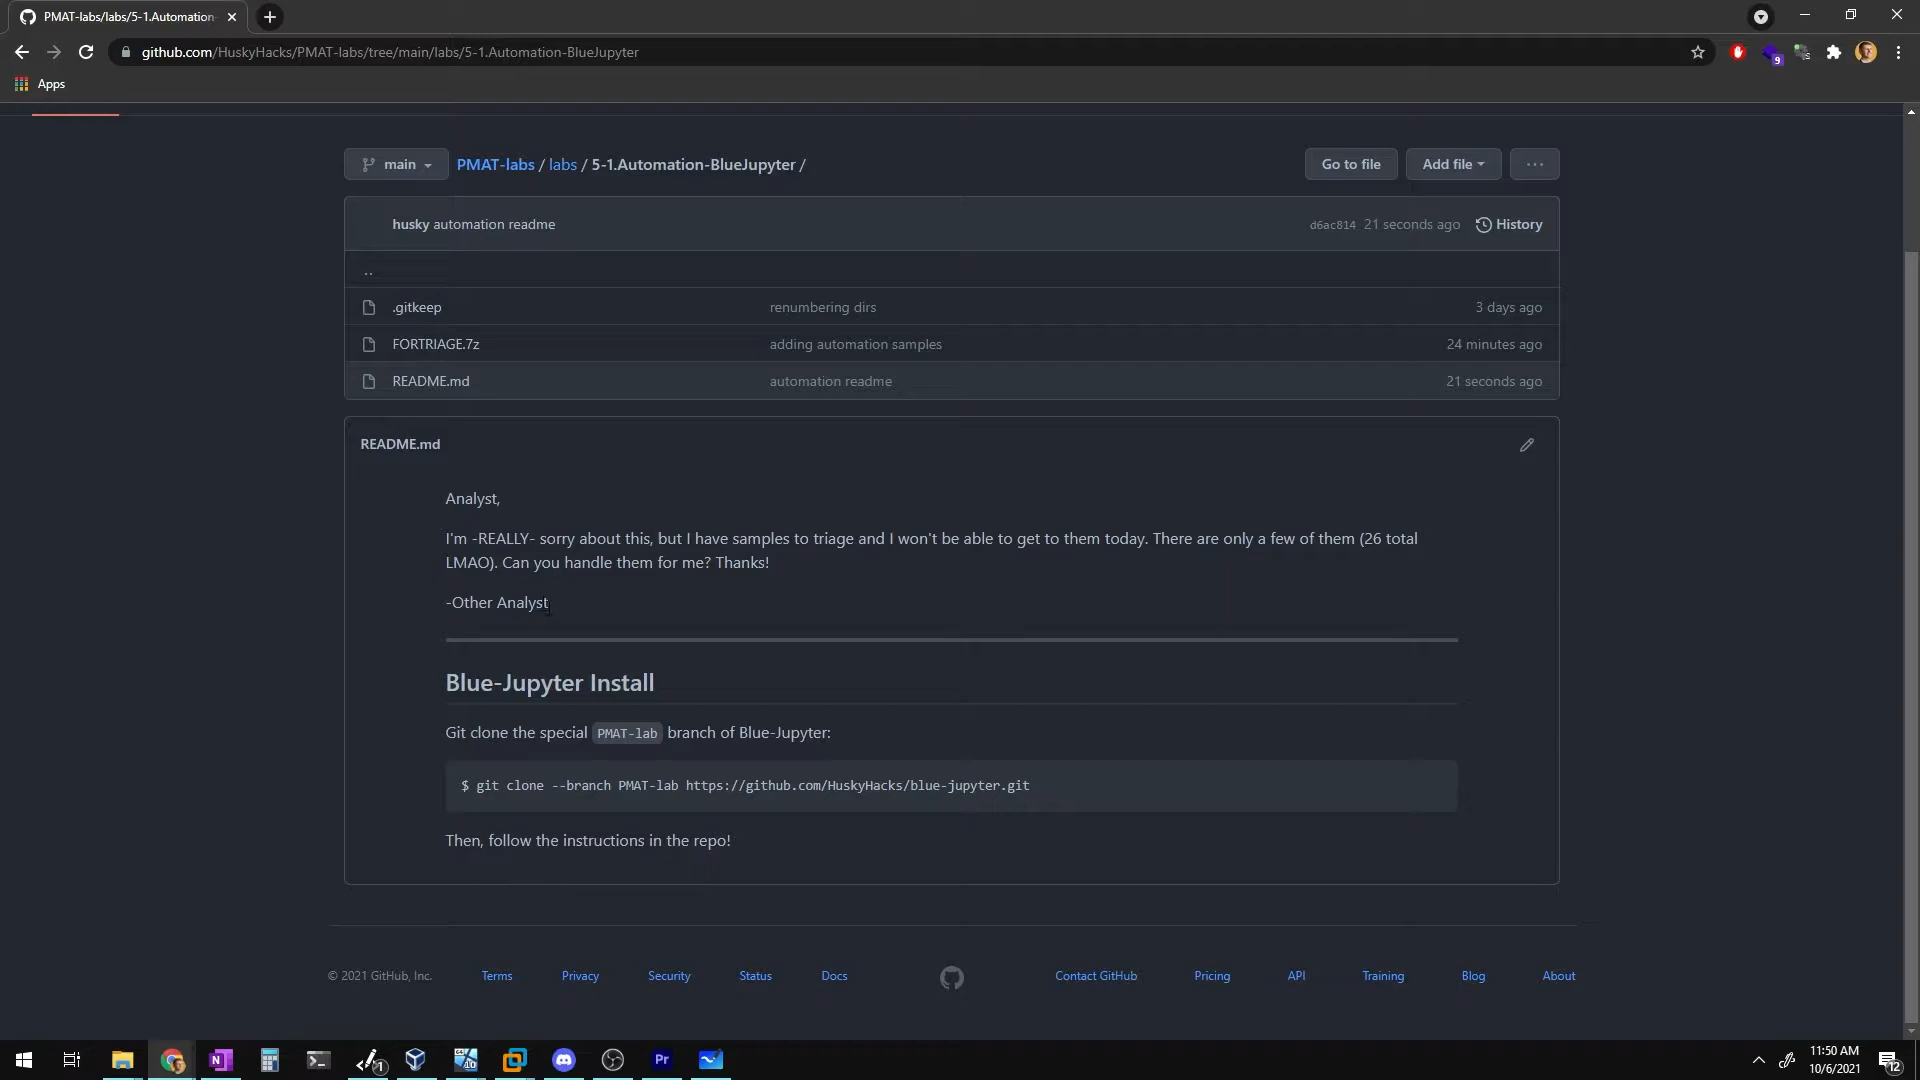 PMAT-labs/labs/5-1.Automation-
github.com/HuskyHacks/PMAT-labs/tree/main/labs/5-1.Automation-BlueJupyter
9
Apps
main
PMAT-labs / labs / 5-1.Automation-BlueJupyter /
Go to file
Add file
husky automation readme
d6ac814 21 seconds ago
History
..
.gitkeep
renumbering dirs
3 days ago
FORTRIAGE.7z
adding automation samples
24 minutes ago
README.md
automation readme
21 seconds ago
README.md
Analyst,
I'm -REALLY- sorry about this, but I have samples to triage and I won't be able to get to them today. There are only a few of them (26 total
LMAO). Can you handle them for me? Thanks!
-Other Analyst
Blue-Jupyter Install
Git clone the special PMAT-lab branch of Blue-Jupyter:
$ git clone --branch PMAT-lab https://github.com/HuskyHacks/blue-jupyter.git
Then, follow the instructions in the repo!
© 2021 GitHub, Inc.
Terms
Privacy
Security
Status
Docs
Contact GitHub
Pricing
API
Training
Blog
About
N
1
Pr
11:50 AM
10/6/2021
12